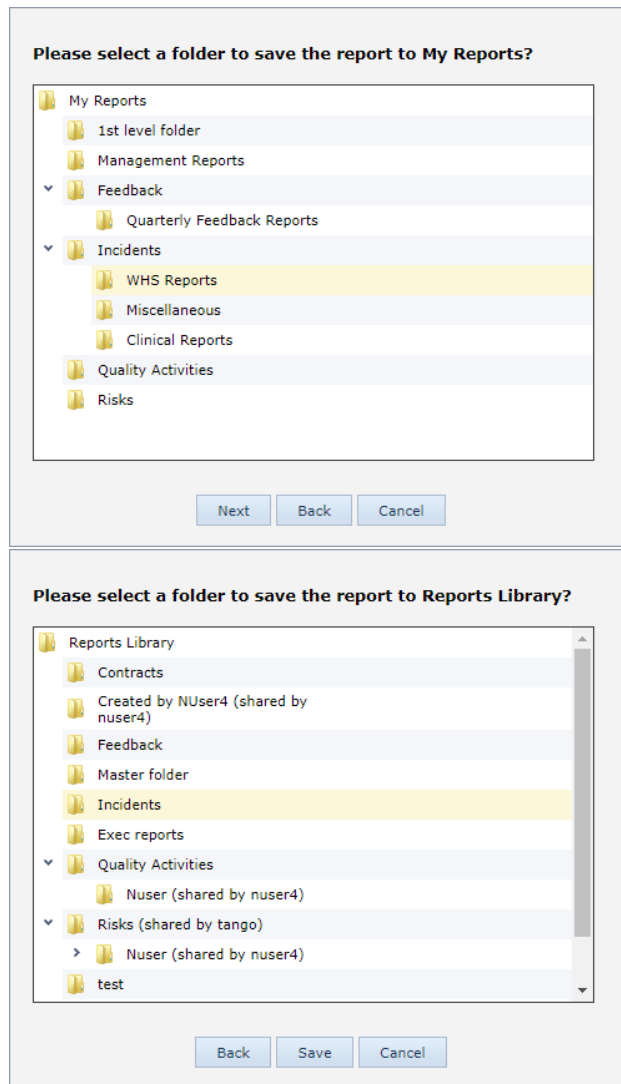 Please select a folder to save the report to My Reports?
My Reports
1st level folder
Management Reports
Feedback
Quarterly Feedback Reports
Incidents
WHS Reports
Miscellaneous
Clinical Reports
Quality Activities
Risks
Next Back Cancel
Please select a folder to save the report to Reports Library?
Reports Library
Contracts
Created by NUser4 (shared by
nuser4)
Feedback
Master folder
Incidents
Exec reports
Quality Activities
Nuser (shared by nuser4)
Risks (shared by tango)
Nuser (shared by nuser4)
test
Back Save Cancel